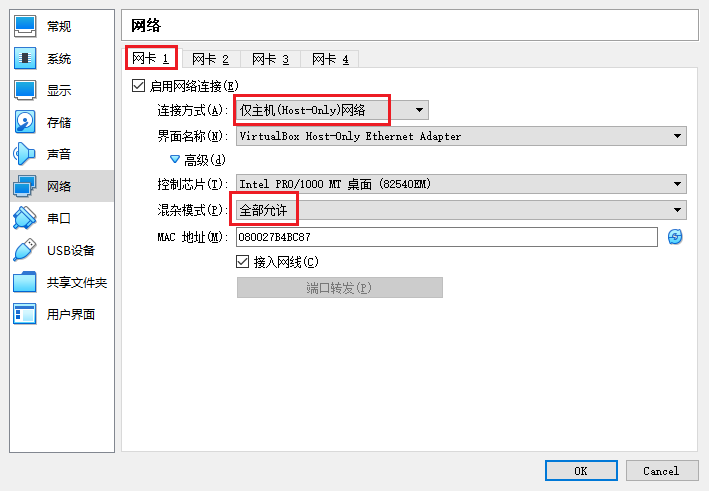 常规
系统
显示
存储
声音
网络
串口
USB设备
共享文件夹
用户界面
网络
网卡 1 网卡 2 网卡 3 网卡 4
启用网络连接(E)
连接方式(A): 仅主机(Host-Only)网络
界面名称(N): VirtualBox Host-Only Ethernet Adapter
高级(d)
控制芯片(T): Intel PRO/1000 MT 桌面 (82540EM)
混杂模式(P): 全部允许
MAC 地址(M): 080027B4BC87
接入网线(C)
端口转发(P)
OK Cancel